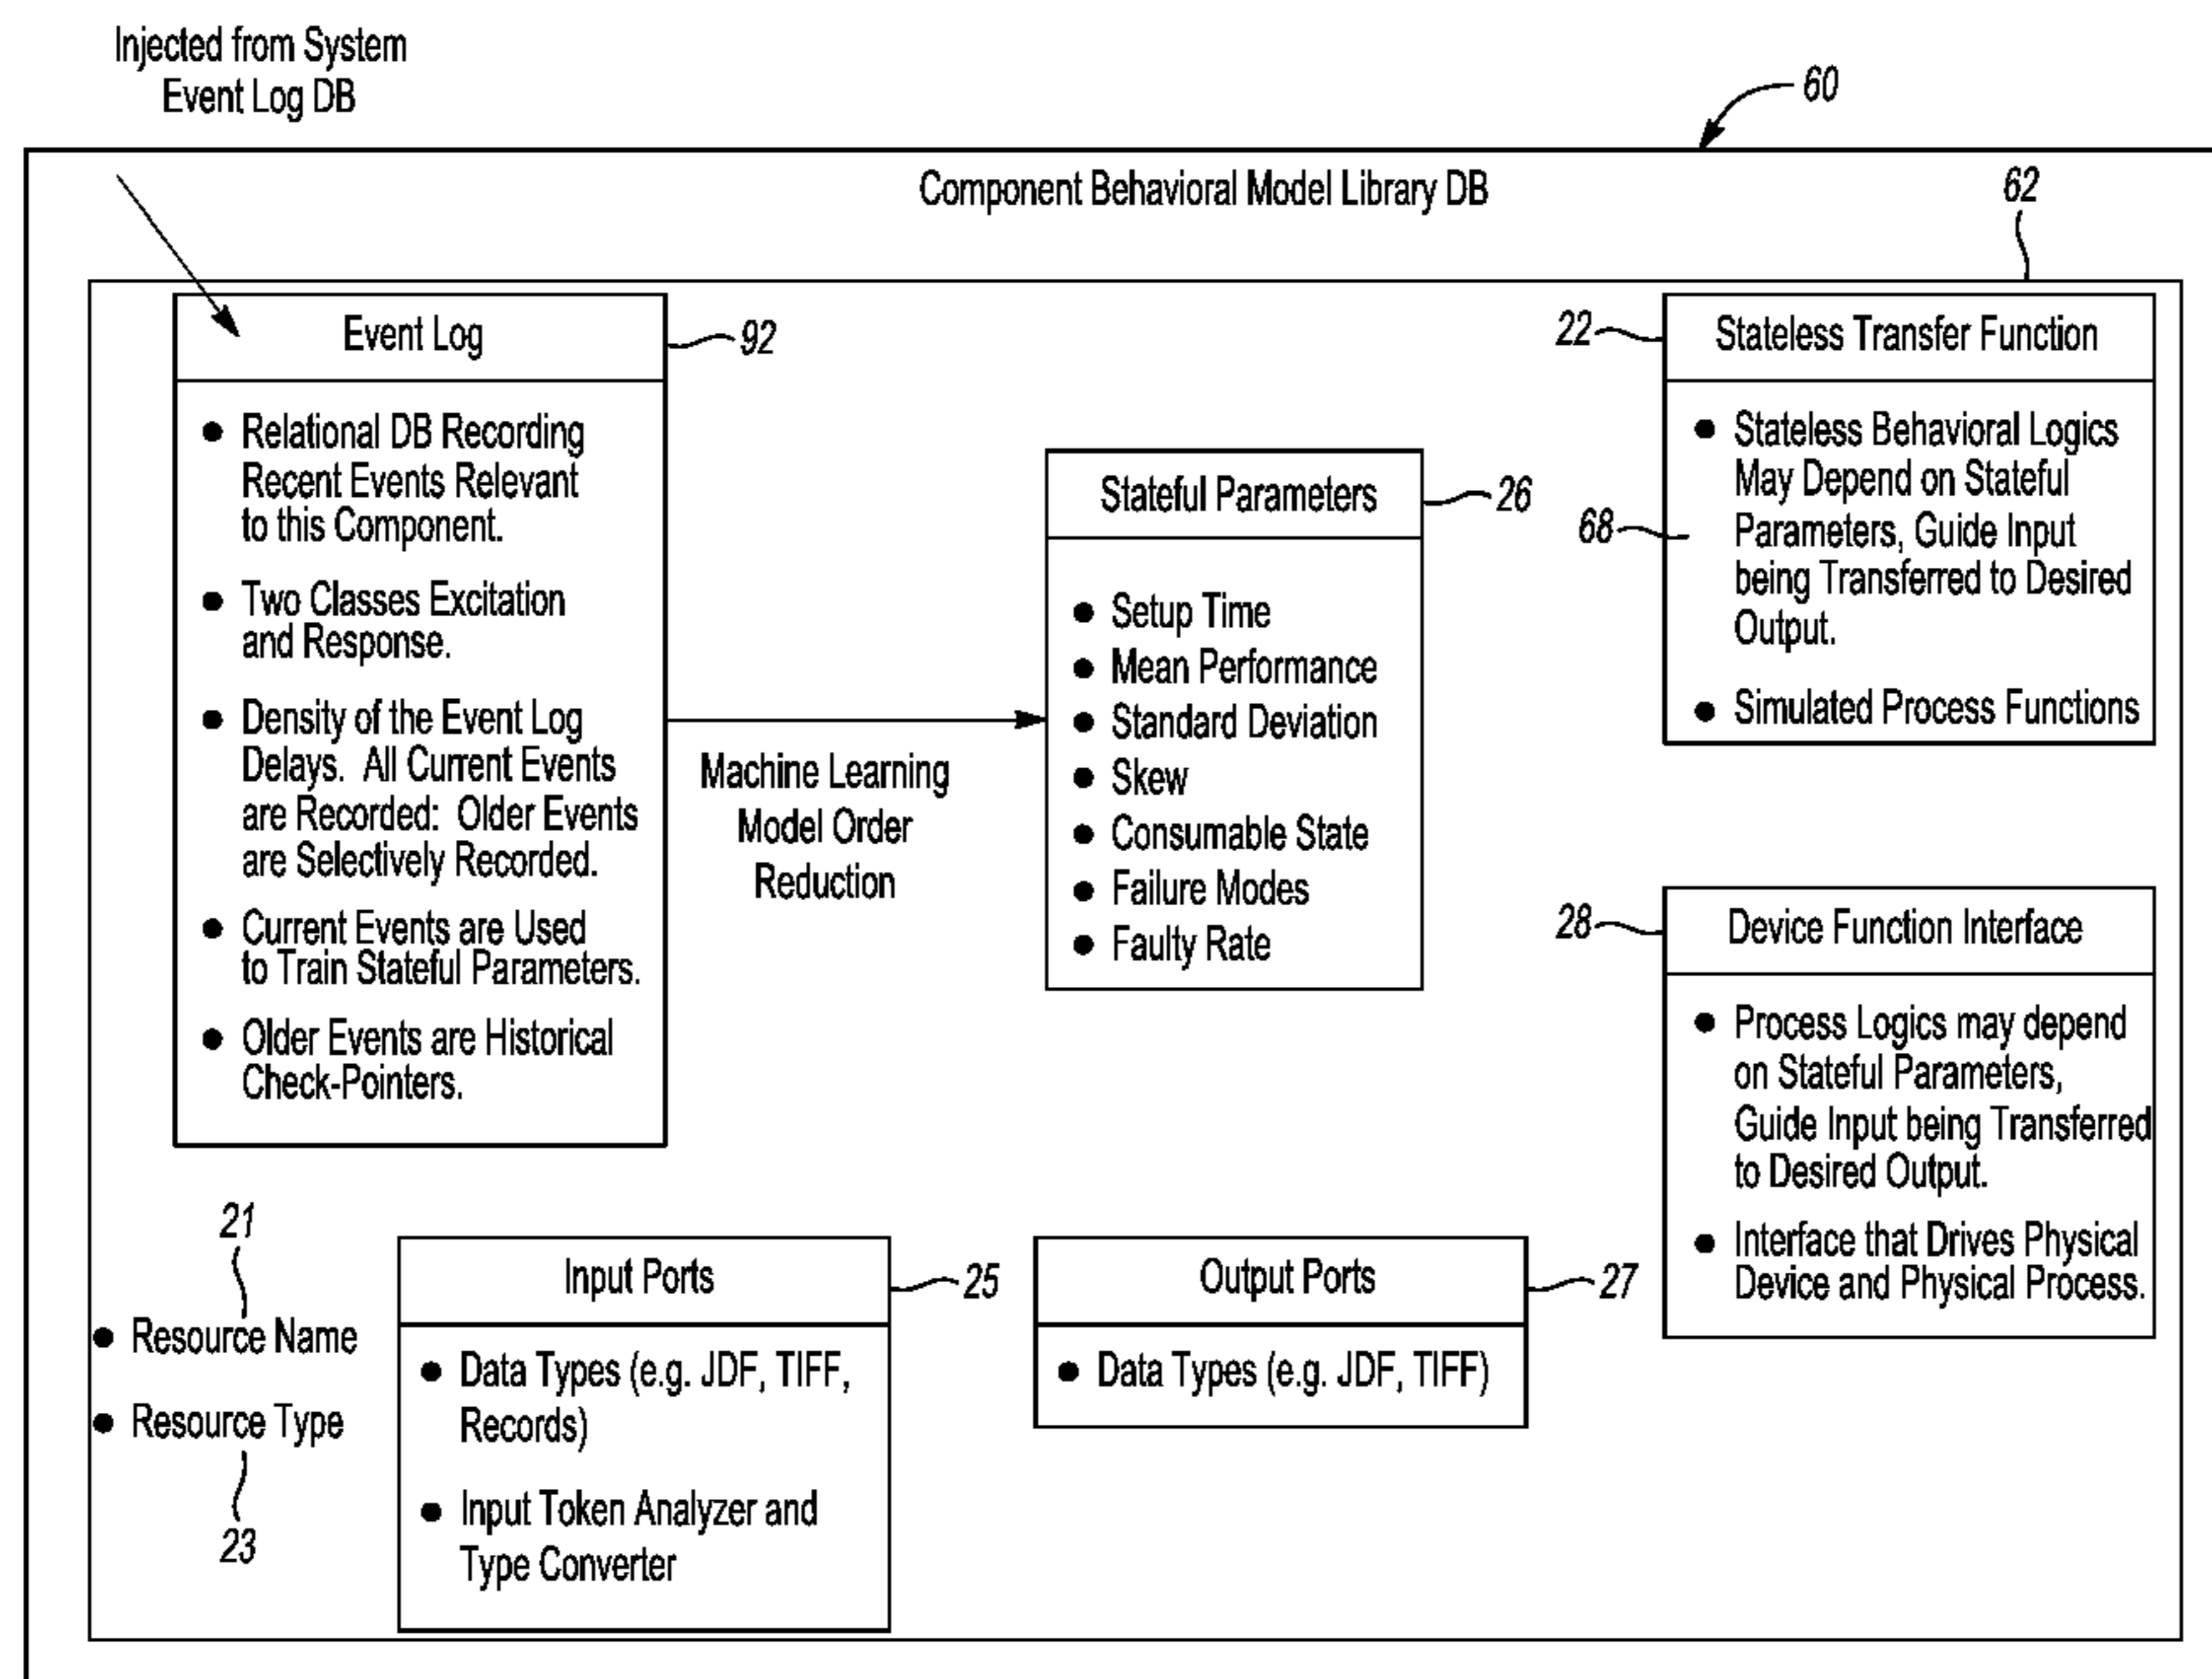 Injected from System
Event Log DB
60
Component Behavioral Model Library DB
62
Event Log
92
● Relational DB Recording
Recent Events Relevant
to this Component.
● Two Classes Excitation
and Response.
● Density of the Event Log
Delays. All Current Events
are Recorded: Older Events
are Selectively Recorded.
● Current Events are Used
to Train Stateful Parameters.
● Older Events are Historical
Check-Pointers.
Machine Learning
Model Order
Reduction
Stateful Parameters
26
● Setup Time
● Mean Performance
● Standard Deviation
● Skew
● Consumable State
● Failure Modes
● Faulty Rate
22
Stateless Transfer Function
● Stateless Behavioral Logics
May Depend on Stateful
68
Parameters, Guide Input
being Transferred to Desired
Output.
● Simulated Process Functions
28
Device Function Interface
● Process Logics may depend
on Stateful Parameters,
Guide Input being Transferred
to Desired Output.
● Interface that Drives Physical
Device and Physical Process.
21
● Resource Name
● Resource Type
23
Input Ports
25
● Data Types (e.g. JDF, TIFF,
Records)
● Input Token Analyzer and
Type Converter
Output Ports
27
● Data Types (e.g. JDF, TIFF)